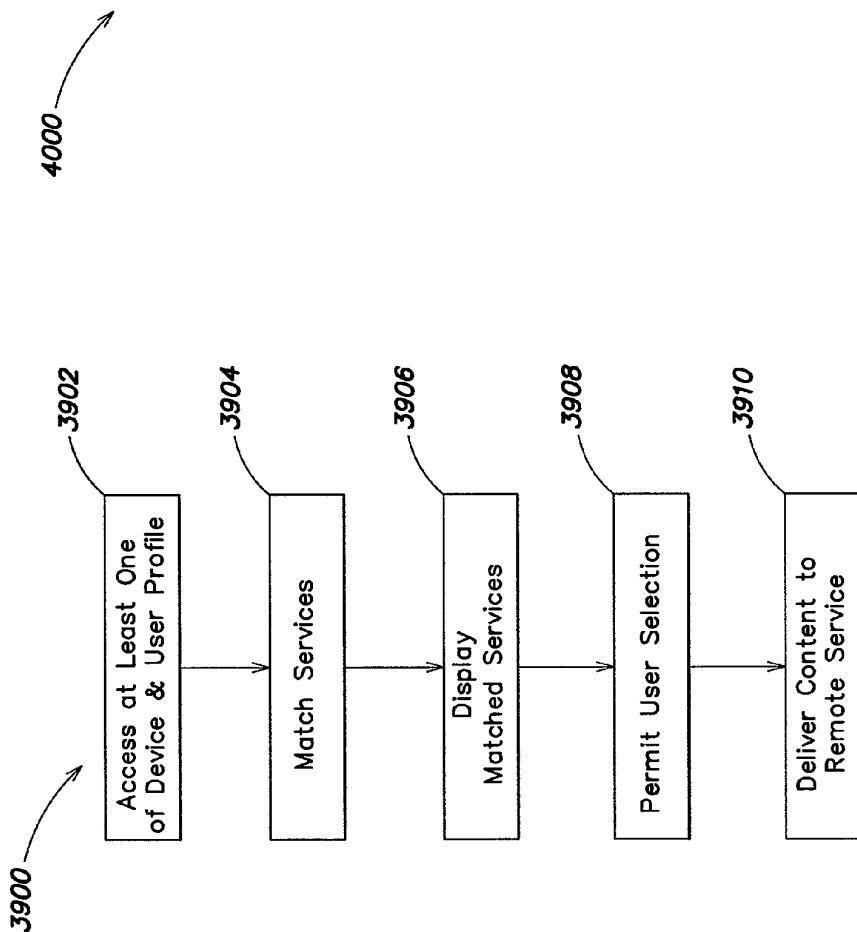 3900
4000
Access at Least One
of Device & User Profile
3902
Match Services
3904
Display
Matched Services
3906
Permit User Selection
3908
Deliver Content to
Remote Service
3910